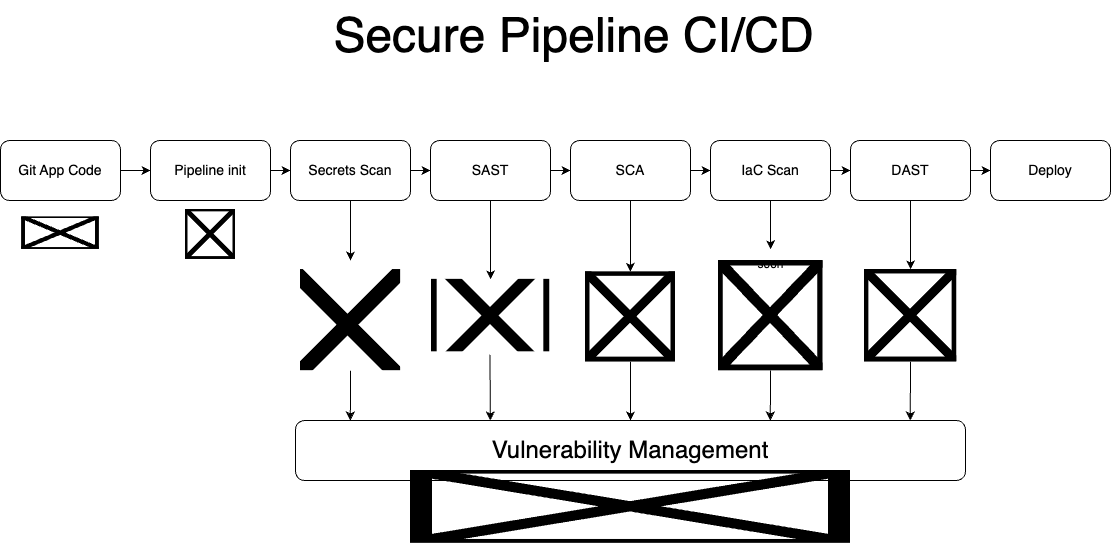 Secure Pipeline CI/CD
Git App Code
Pipeline init
Secrets Scan
SAST
SCA
IaC Scan
DAST
Deploy
soon
Vulnerability Management